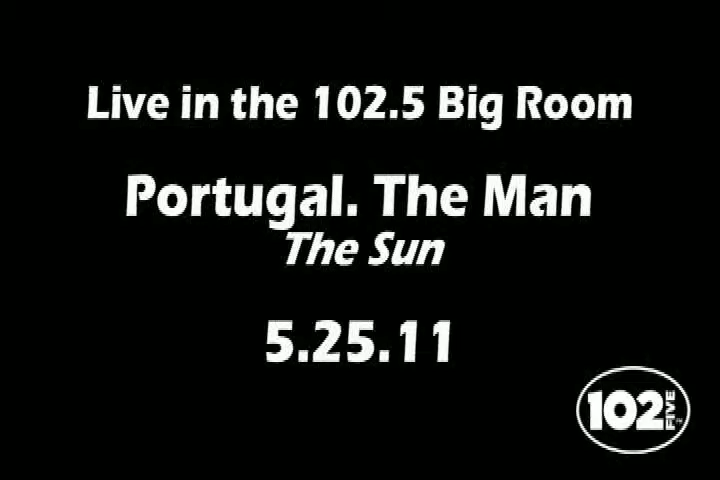 Live in the 102.5 Big Room
Portugal. The Man
The Sun
5.25.11
102 FIVE